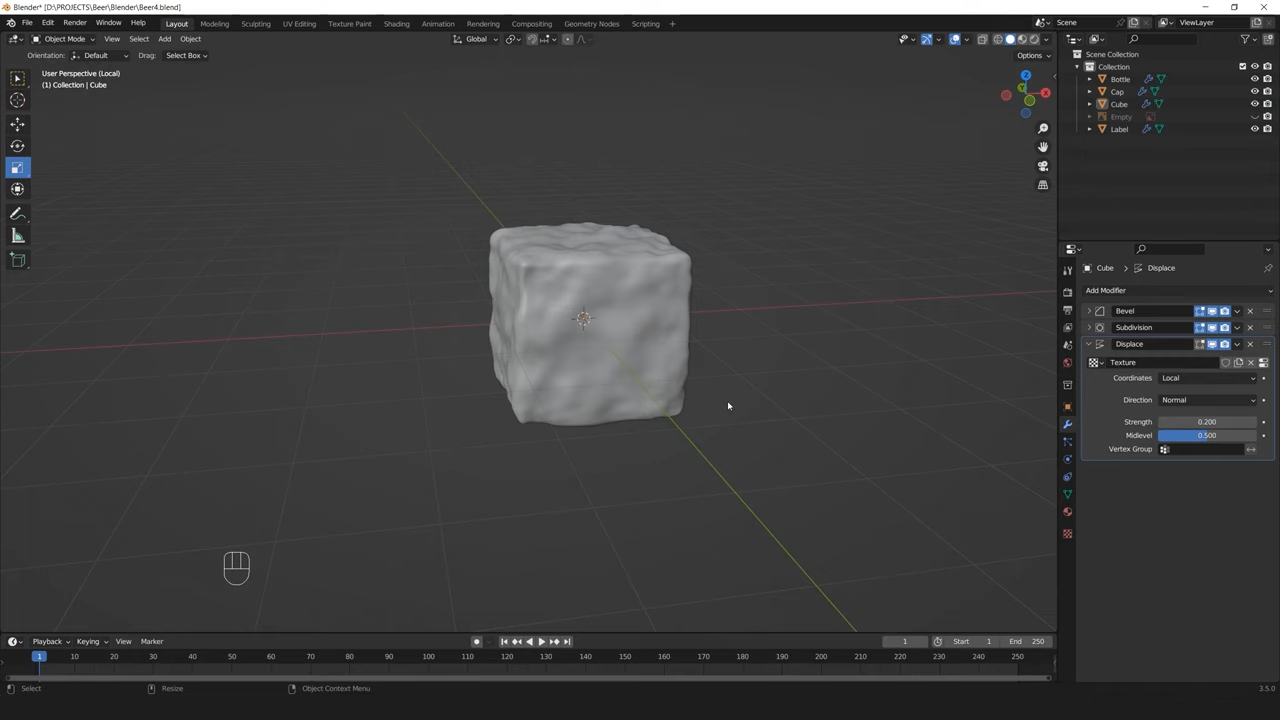 Blender* [D:\PROJECTS\Beer\Blender\Beer4.blend]
File Edit Render Window Help Layout Modeling Sculpting UV Editing Texture Paint Shading Animation Rendering Compositing Geometry Nodes Scripting + Scene ViewLayer
Object Mode View Select Add Object Global
Orientation: Default Drag: Select Box Options
User Perspective (Local)
(1) Collection | Cube
Z
X
Y
Scene Collection
Collection
Bottle
Cap
Cube
Empty
Label
Cube > Displace
Add Modifier
Bevel
Subdivision
Displace
Texture
Coordinates Local
Direction Normal
Strength 0.200
Midlevel 0.500
Vertex Group
Playback Keying View Marker 1 Start 1 End 250
1 10 20 30 40 50 60 70 80 90 100 110 120 130 140 150 160 170 180 190 200 210 220 230 240 250
Select Resize Object Context Menu 3.5.0